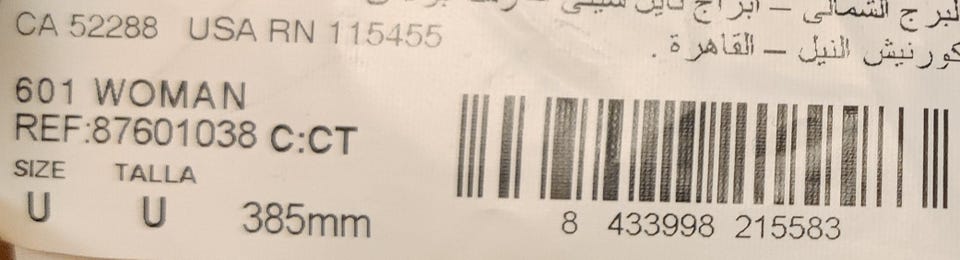 CA 52288 USA RN 115455
البرج الشمالى – ابراج نايل سيتى
كورنيش النيل – القاهرة .
601 WOMAN
REF:87601038 C:CT
SIZE TALLA
U U 385mm
8 433998 215583